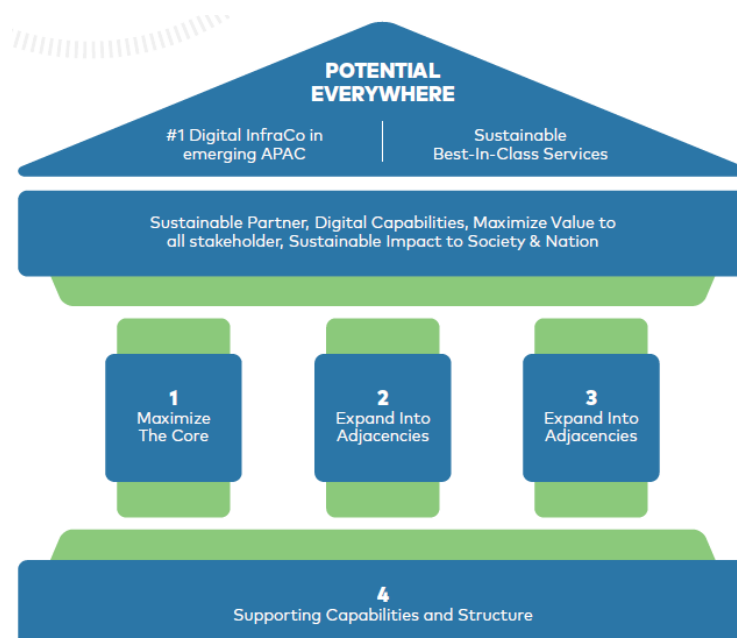 POTENTIAL
EVERYWHERE
#1 Digital InfraCo in
emerging APAC
Sustainable
Best-In-Class Services
Sustainable Partner, Digital Capabilities, Maximize Value to
all stakeholder, Sustainable Impact to Society & Nation
1
Maximize
The Core
2
Expand Into
Adjacencies
3
Expand Into
Adjacencies
4
Supporting Capabilities and Structure